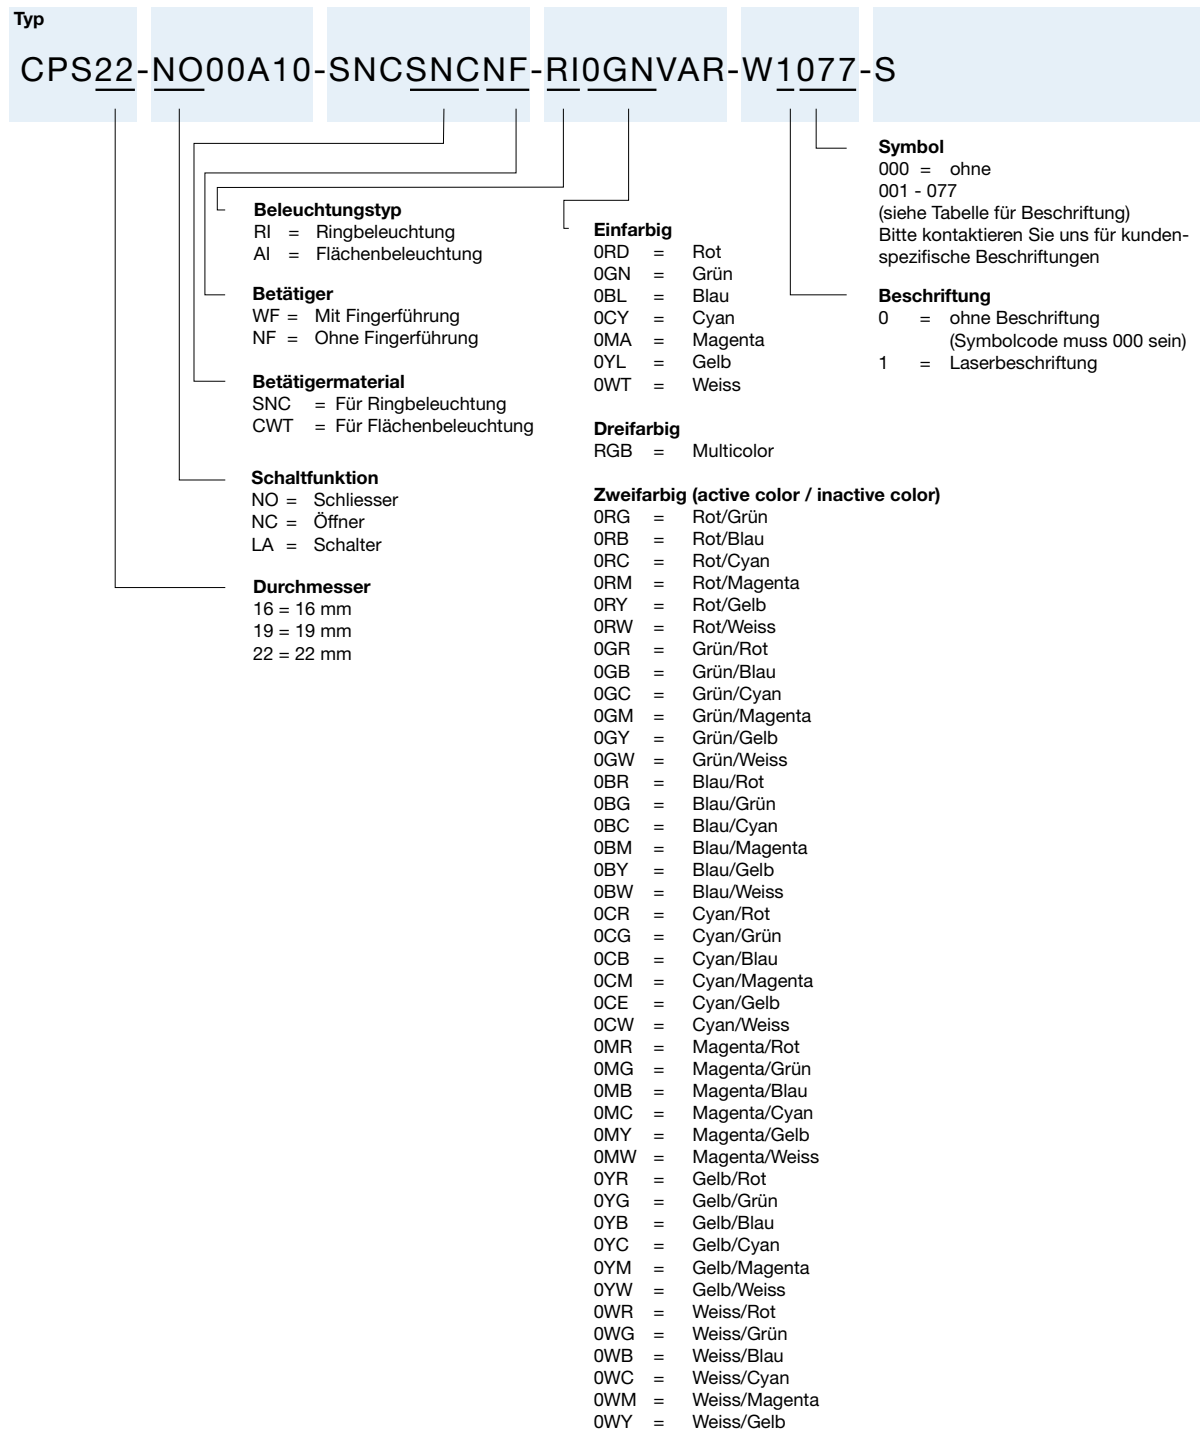 Typ
CPS22-NO00A10-SNCSNCNF-RI0GNVAR-W1077-S
Symbol
000 = ohne
001 - 077
(siehe Tabelle für Beschriftung)
Bitte kontaktieren Sie uns für kunden-
spezifische Beschriftungen
Beschriftung
0 = ohne Beschriftung
(Symbolcode muss 000 sein)
1 = Laserbeschriftung
Beleuchtungstyp
RI = Ringbeleuchtung
AI = Flächenbeleuchtung
Betätiger
WF = Mit Fingerführung
NF = Ohne Fingerführung
Betätigermaterial
SNC = Für Ringbeleuchtung
CWT = Für Flächenbeleuchtung
Schaltfunktion
NO = Schliesser
NC = Öffner
LA = Schalter
Durchmesser
16 = 16 mm
19 = 19 mm
22 = 22 mm
Einfarbig
0RD = Rot
0GN = Grün
0BL = Blau
0CY = Cyan
0MA = Magenta
0YL = Gelb
0WT = Weiss
Dreifarbig
RGB = Multicolor
Zweifarbig (active color / inactive color)
0RG = Rot/Grün
0RB = Rot/Blau
0RC = Rot/Cyan
0RM = Rot/Magenta
0RY = Rot/Gelb
0RW = Rot/Weiss
0GR = Grün/Rot
0GB = Grün/Blau
0GC = Grün/Cyan
0GM = Grün/Magenta
0GY = Grün/Gelb
0GW = Grün/Weiss
0BR = Blau/Rot
0BG = Blau/Grün
0BC = Blau/Cyan
0BM = Blau/Magenta
0BY = Blau/Gelb
0BW = Blau/Weiss
0CR = Cyan/Rot
0CG = Cyan/Grün
0CB = Cyan/Blau
0CM = Cyan/Magenta
0CE = Cyan/Gelb
0CW = Cyan/Weiss
0MR = Magenta/Rot
0MG = Magenta/Grün
0MB = Magenta/Blau
0MC = Magenta/Cyan
0MY = Magenta/Gelb
0MW = Magenta/Weiss
0YR = Gelb/Rot
0YG = Gelb/Grün
0YB = Gelb/Blau
0YC = Gelb/Cyan
0YM = Gelb/Magenta
0YW = Gelb/Weiss
0WR = Weiss/Rot
0WG = Weiss/Grün
0WB = Weiss/Blau
0WC = Weiss/Cyan
0WM = Weiss/Magenta
0WY = Weiss/Gelb